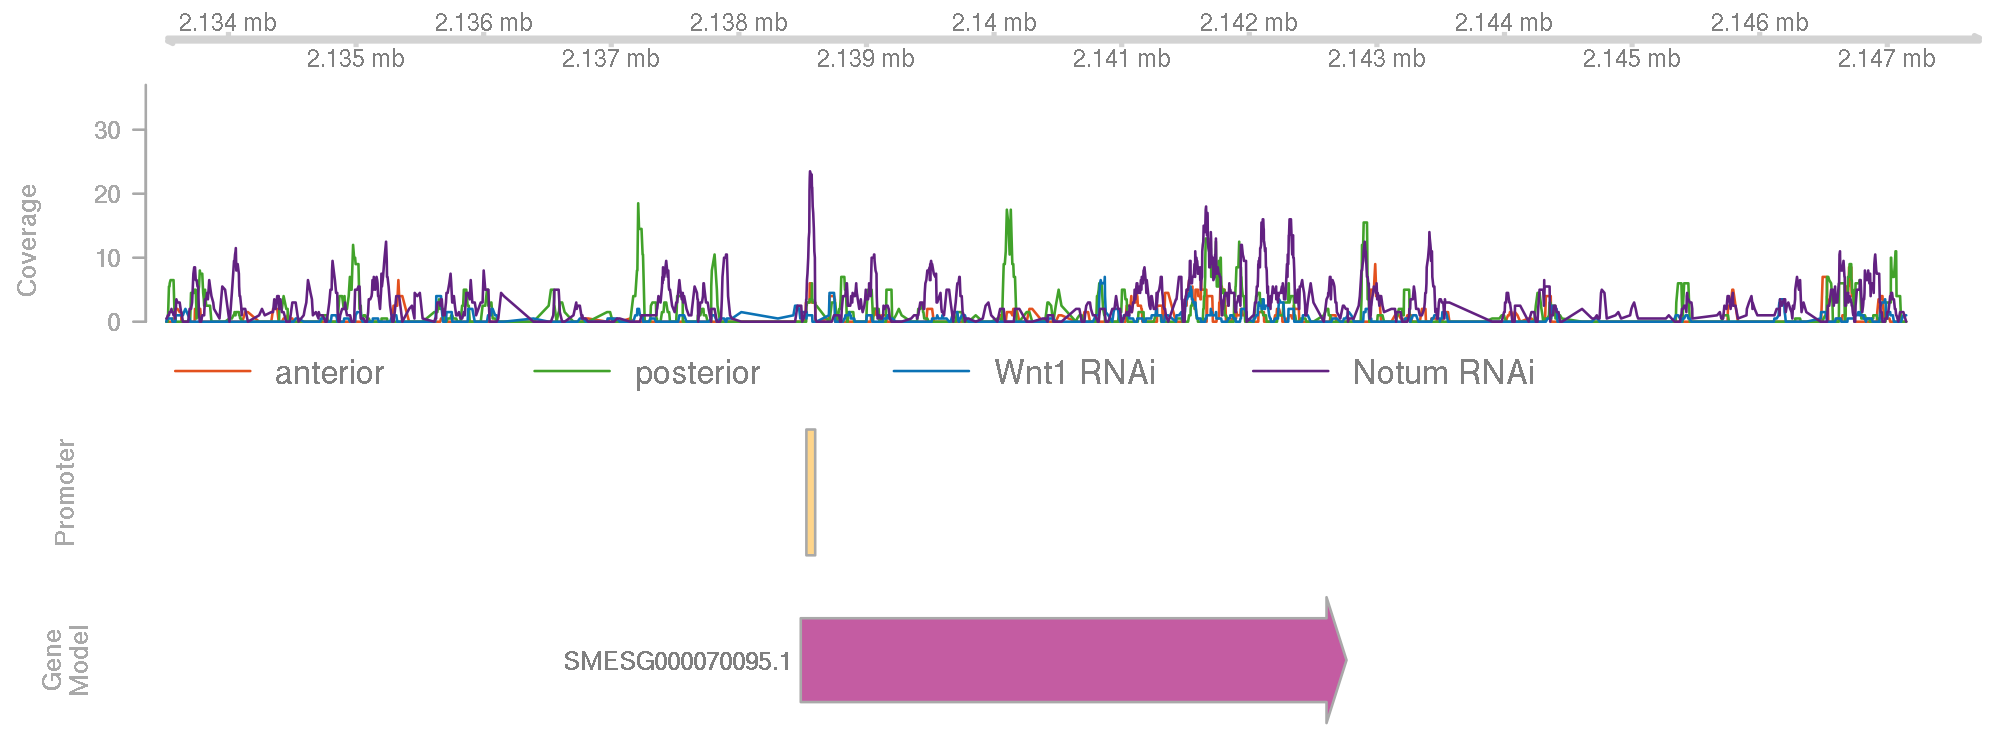 2.134 mb 2.136 mb 2.138 mb 2.14 mb 2.142 mb 2.144 mb 2.146 mb
2.135 mb 2.137 mb 2.139 mb 2.141 mb 2.143 mb 2.145 mb 2.147 mb
Coverage
30
20
10
0
anterior posterior Wnt1 RNAi Notum RNAi
Promoter
Gene
Model
SMESG000070095.1